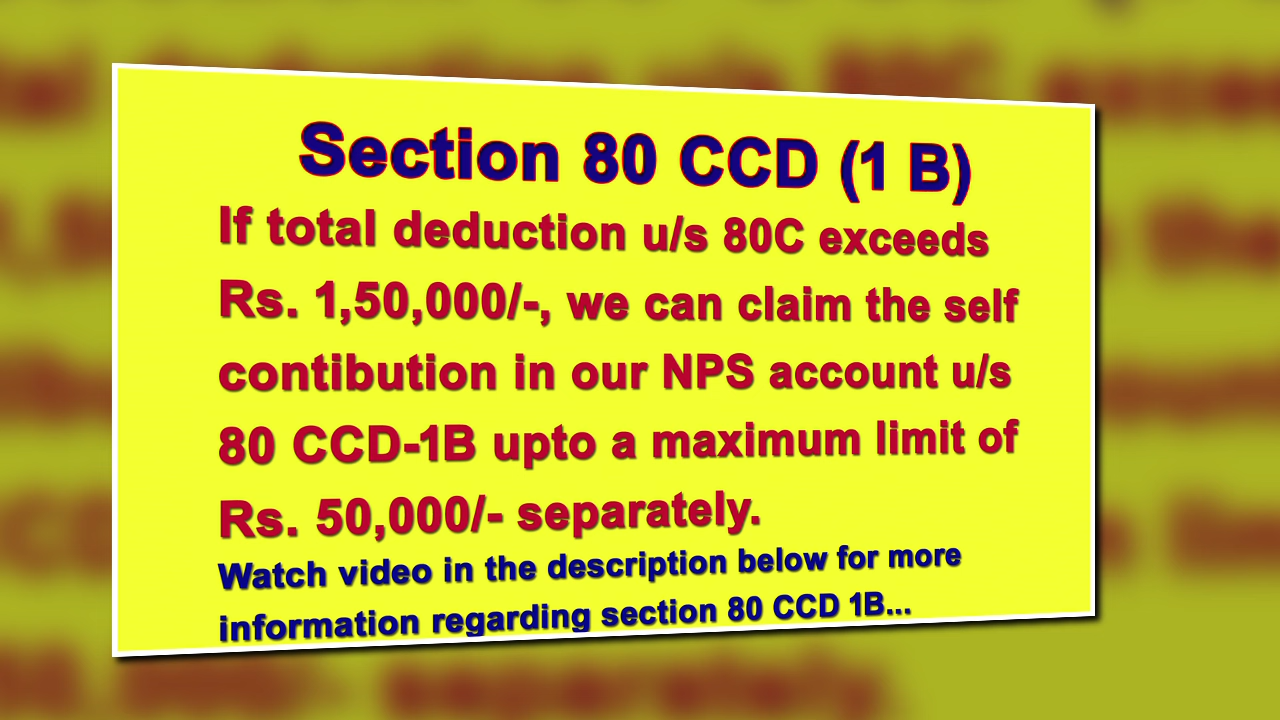 Section 80 CCD (1 B)
If total deduction u/s 80C exceeds
Rs. 1,50,000/-, we can claim the self
contibution in our NPS account u/s
80 CCD-1B upto a maximum limit of
Rs. 50,000/- separately.
Watch video in the description below for more
information regarding section 80 CCD 1B...